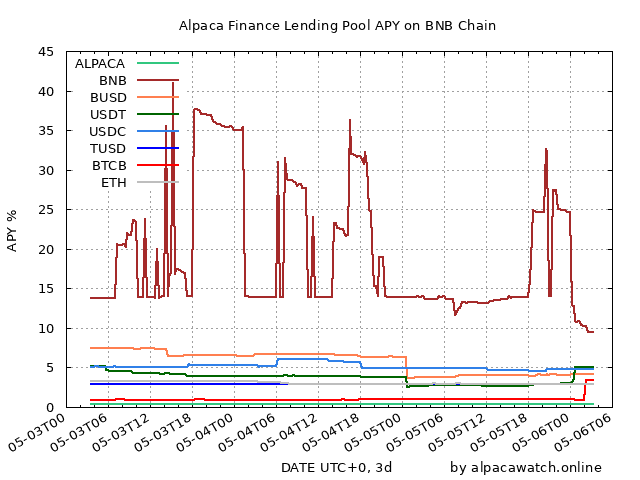 Alpaca Finance Lending Pool APY on BNB Chain
45
40
35
30
25
20
15
10
5
0
APY %
ALPACA
BNB
BUSD
USDT
USDC
TUSD
BTCB
ETH
05-03T00
05-03T06
05-03T12
05-03T18
05-04T00
05-04T06
05-04T12
05-04T18
05-05T00
05-05T06
05-05T12
05-05T18
05-06T00
05-06T06
DATE UTC+0, 3d
by alpacawatch.online